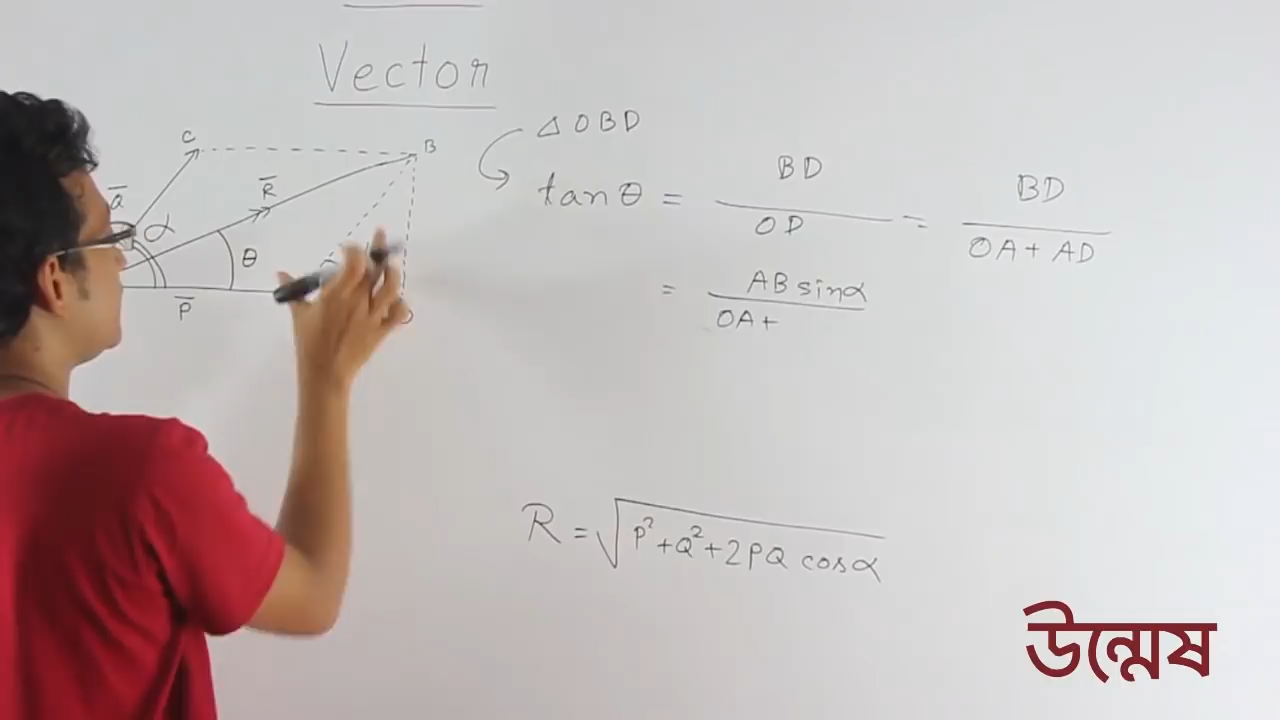 Vector
△ OBD
tanθ = BD / OD = BD / OA + AD
= AB sinα / OA +
C
B
R̅
a̅
α
θ
P̅
R = √P² + Q² + 2PQ cosα
উন্মেষ